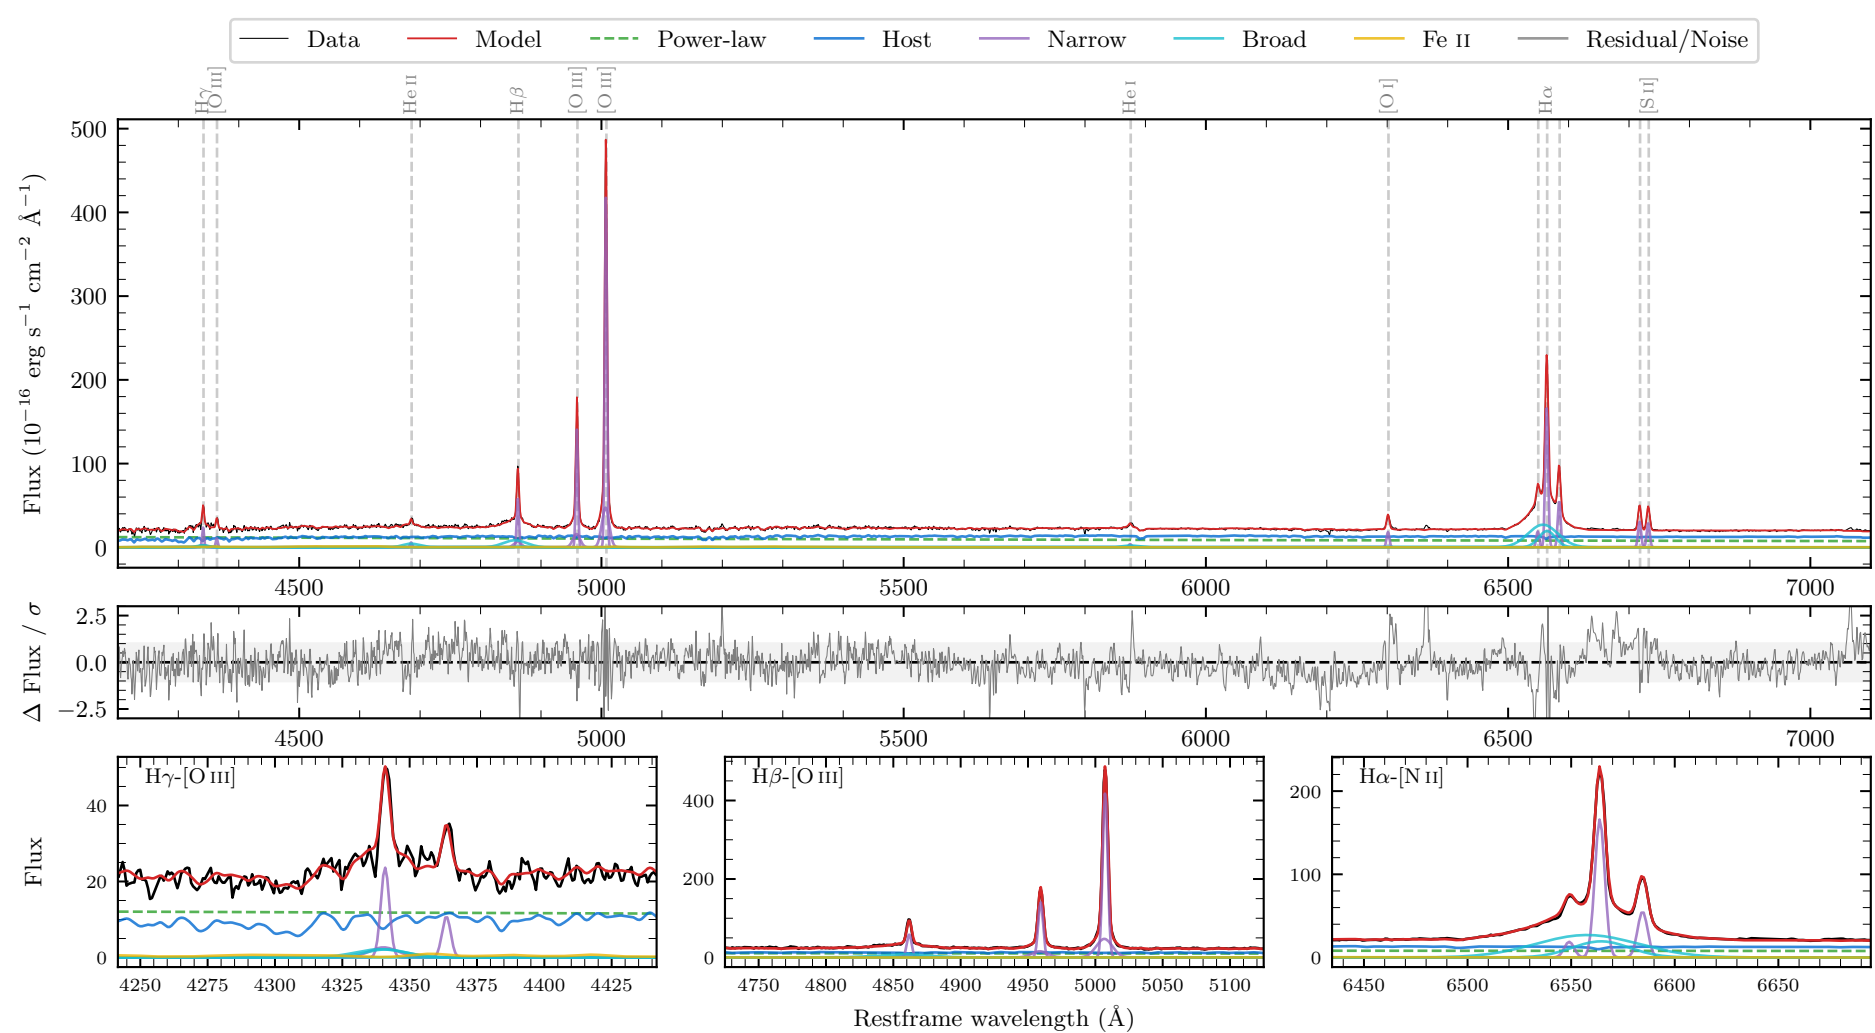 Data Model Power-law Host Narrow Broad Fe II Residual/Noise
Hγ [O III] He II Hβ [O III] [O III] He I [O I] Hα [S II]
Flux (10−16 erg s−1 cm−2 Å−1)
500
400
300
200
100
0
4500 5000 5500 6000 6500 7000
Δ Flux / σ
2.5
0.0
−2.5
4500 5000 5500 6000 6500 7000
Flux
Hγ-[O III]
40
20
0
4250 4275 4300 4325 4350 4375 4400 4425
Hβ-[O III]
400
200
0
4750 4800 4850 4900 4950 5000 5050 5100
Hα-[N II]
200
100
0
6450 6500 6550 6600 6650
Restframe wavelength (Å)